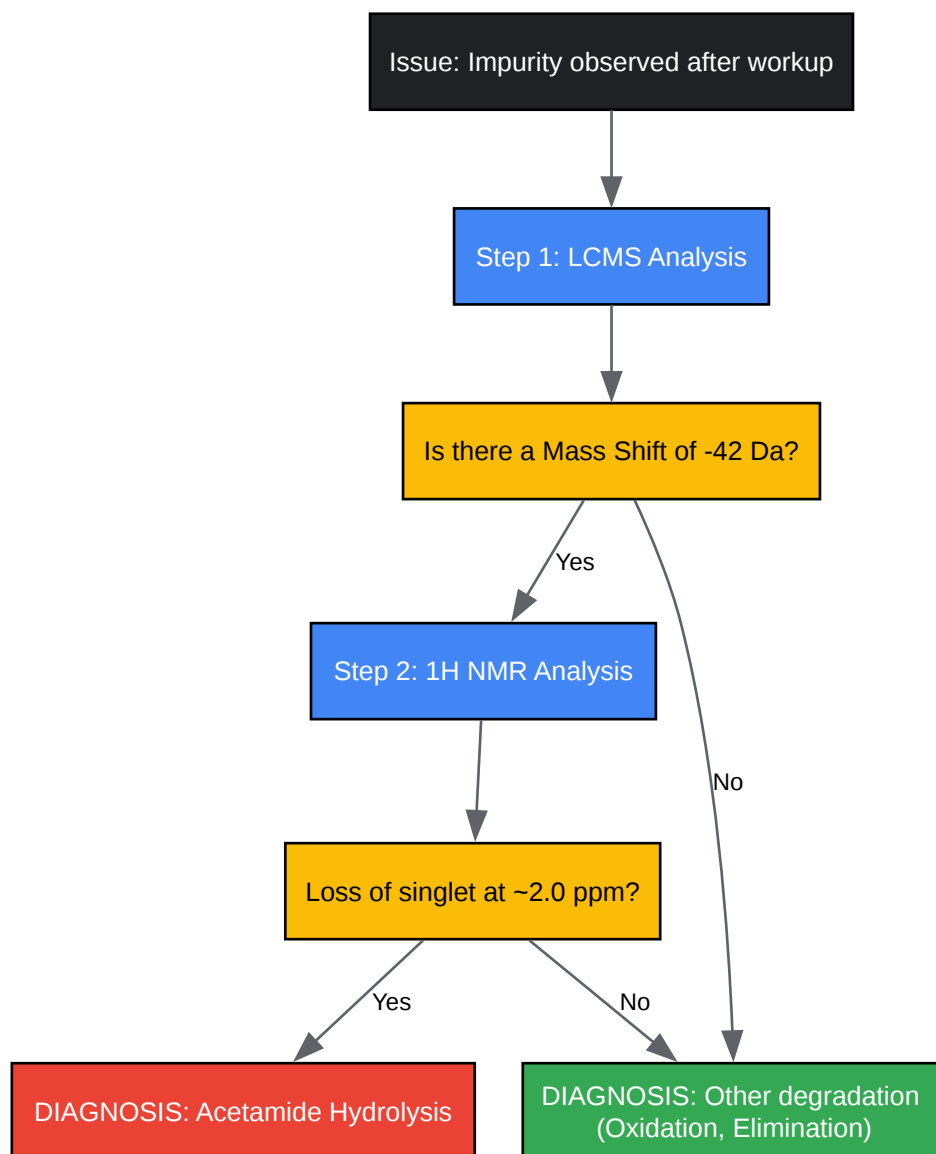 Issue: Impurity observed after workup
Step 1: LCMS Analysis
Is there a Mass Shift of -42 Da?
Yes
Step 2: 1H NMR Analysis
No
Loss of singlet at ~2.0 ppm?
Yes
No
DIAGNOSIS: Acetamide Hydrolysis
DIAGNOSIS: Other degradation
(Oxidation, Elimination)